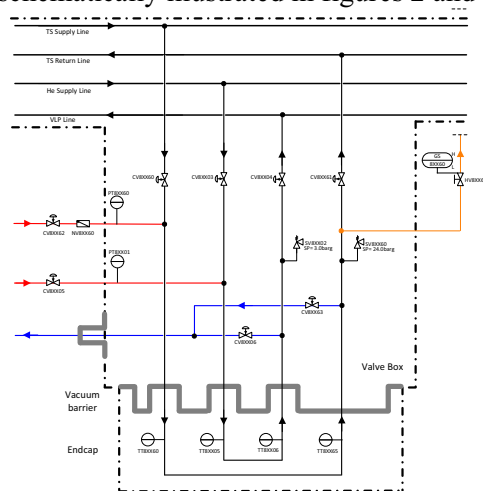 schematically illustrated in figures 2 and
TS Supply Line
TS Return Line
He Supply Line
VLP Line
GS
8XX60
H
L
CV8XX60
CV8XX03
CV8XX04
CV8XX61
PT8XX60
CV8XX62
NV8XX60
PT8XX01
SV8XX02
SP= 3.0barg
SV8XX60
SP= 24.0barg
CV8XX05
CV8XX63
CV8XX06
Valve Box
Vacuum
barrier
Endcap
TT8XX60
TT8XX05
TT8XX06
TT8XX65